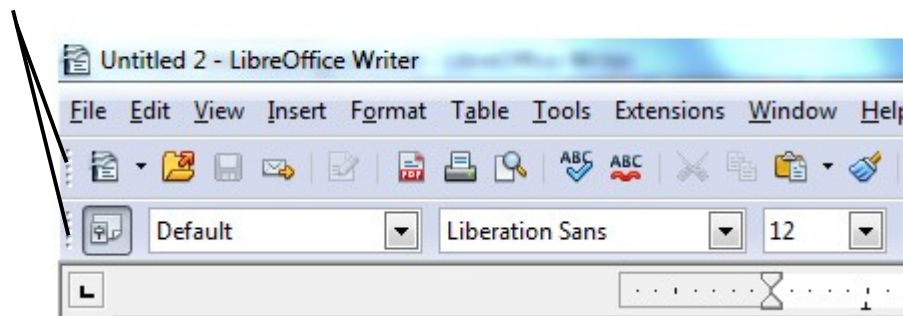 Untitled 2 - LibreOffice Writer
File Edit View Insert Format Table Tools Extensions Window Help
PDF ABC ABC
Default Liberation Sans 12